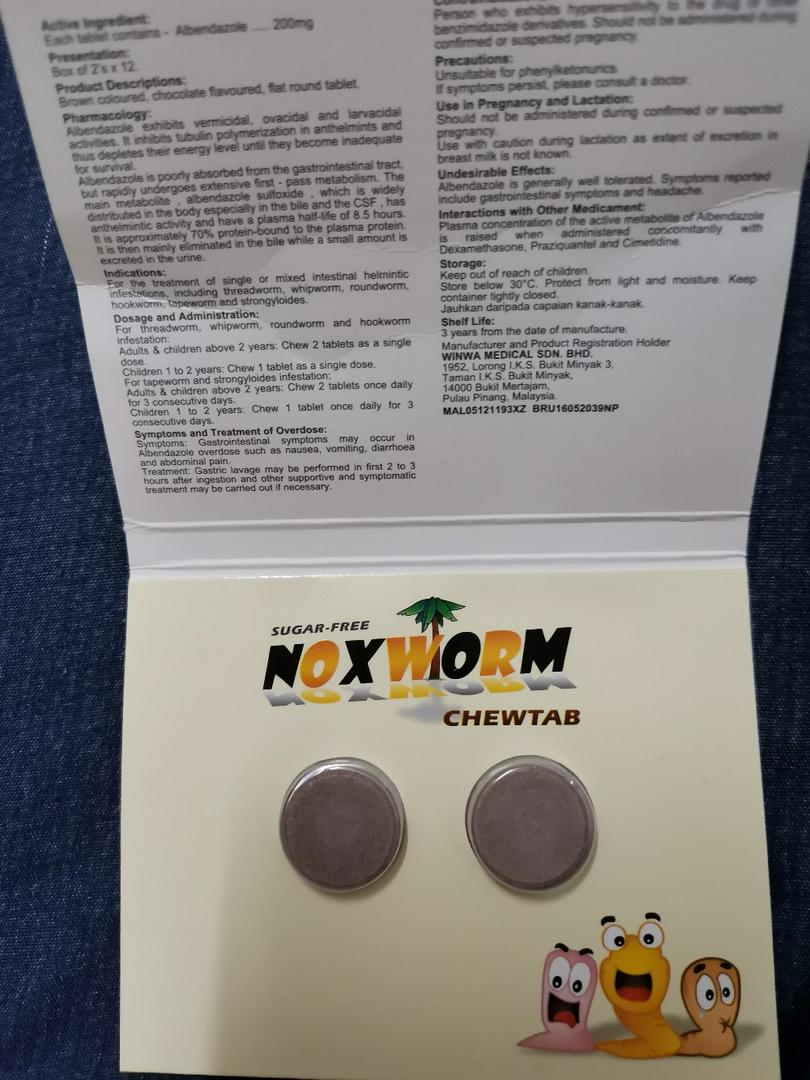 Active Ingredient:
Each tablet contains - Albendazole ..... 200mg
Presentation:
Box of 2's x 12.
Product Descriptions:
Brown coloured, chocolate flavoured, flat round tablet.
Pharmacology:
Albendazole exhibits vermicidal, ovacidal and larvacidal
activities. It inhibits tubulin polymerization in anthelmints and
thus depletes their energy level until they become inadequate
for survival.
Albendazole is poorly absorbed from the gastrointestinal tract,
but rapidly undergoes extensive first - pass metabolism. The
main metabolite , albendazole sulfoxide , which is widely
distributed in the body especially in the bile and the CSF , has
anthelmintic activity and have a plasma half-life of 8.5 hours.
It is approximately 70% protein-bound to the plasma protein.
It is then mainly eliminated in the bile while a small amount is
excreted in the urine.
Indications:
For the treatment of single or mixed intestinal helmintic
infestations, including threadworm, whipworm, roundworm,
hookworm, tapeworm and strongyloides.
Dosage and Administration:
For threadworm, whipworm, roundworm and hookworm
infestation:
Adults & children above 2 years: Chew 2 tablets as a single
dose.
Children 1 to 2 years: Chew 1 tablet as a single dose.
For tapeworm and strongyloides infestation:
Adults & children above 2 years: Chew 2 tablets once daily
for 3 consecutive days.
Children 1 to 2 years: Chew 1 tablet once daily for 3
consecutive days.
Symptoms and Treatment of Overdose:
Symptoms: Gastrointestinal symptoms may occur in
Albendazole overdose such as nausea, vomiting, diarrhoea
and abdominal pain.
Treatment: Gastric lavage may be performed in first 2 to 3
hours after ingestion and other supportive and symptomatic
treatment may be carried out if necessary.
Person who exhibits hypersensitivity to the drug or other
benzimidazole derivatives. Should not be administered during
confirmed or suspected pregnancy.
Precautions:
Unsuitable for phenylketonurics.
If symptoms persist, please consult a doctor.
Use in Pregnancy and Lactation:
Should not be administered during confirmed or suspected
pregnancy.
Use with caution during lactation as extent of excretion in
breast milk is not known.
Undesirable Effects:
Albendazole is generally well tolerated. Symptoms reported
include gastrointestinal symptoms and headache.
Interactions with Other Medicament:
Plasma concentration of the active metabolite of Albendazole
is raised when administered concomitantly with
Dexamethasone, Praziquantel and Cimetidine.
Storage:
Keep out of reach of children.
Store below 30°C. Protect from light and moisture. Keep
container tightly closed.
Jauhkan daripada capaian kanak-kanak.
Shelf Life:
3 years from the date of manufacture.
Manufacturer and Product Registration Holder
WINWA MEDICAL SDN. BHD.
1952, Lorong I.K.S. Bukit Minyak 3,
Taman I.K.S. Bukit Minyak,
14000 Bukit Mertajam,
Pulau Pinang, Malaysia.
MAL05121193XZ BRU16052039NP
SUGAR-FREE
NOXWORM
CHEWTAB